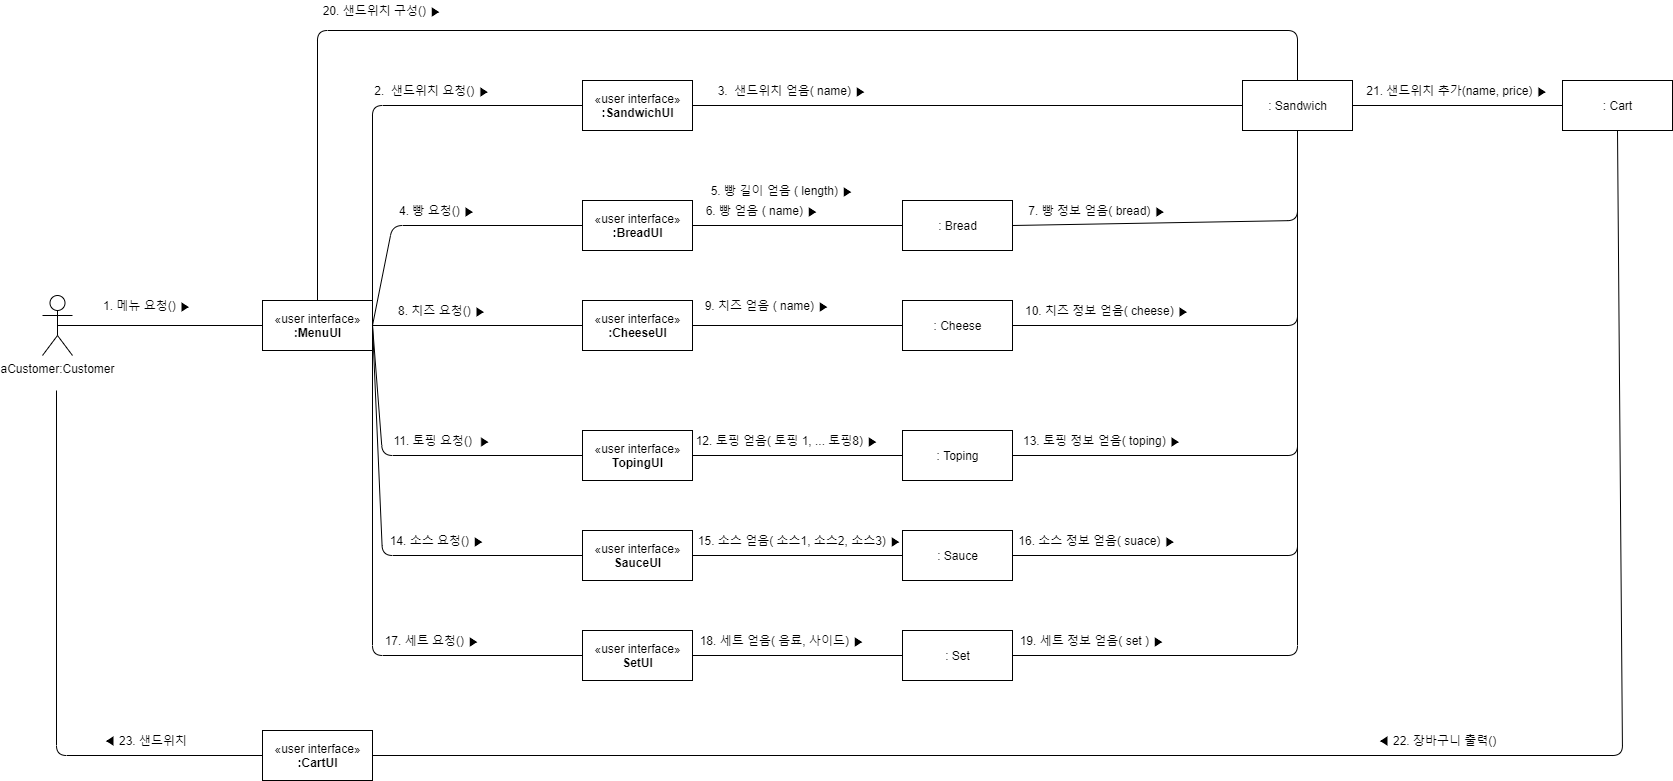 20. 샌드위치 구성() ▶
2. 샌드위치 요청() ▶
«user interface»
:SandwichUI
3. 샌드위치 얻음( name) ▶
: Sandwich
21. 샌드위치 추가(name, price) ▶
: Cart
4. 빵 요청() ▶
«user interface»
:BreadUI
5. 빵 길이 얻음 ( length) ▶
6. 빵 얻음 ( name) ▶
: Bread
7. 빵 정보 얻음( bread) ▶
1. 메뉴 요청() ▶
aCustomer:Customer
«user interface»
:MenuUI
8. 치즈 요청() ▶
«user interface»
:CheeseUI
9. 치즈 얻음 ( name) ▶
: Cheese
10. 치즈 정보 얻음( cheese) ▶
11. 토핑 요청() ▶
«user interface»
TopingUI
12. 토핑 얻음( 토핑 1, ... 토핑8) ▶
: Toping
13. 토핑 정보 얻음( toping) ▶
14. 소스 요청() ▶
«user interface»
SauceUI
15. 소스 얻음( 소스1, 소스2, 소스3) ▶
: Sauce
16. 소스 정보 얻음( suace) ▶
17. 세트 요청() ▶
«user interface»
SetUI
18. 세트 얻음( 음료, 사이드) ▶
: Set
19. 세트 정보 얻음( set ) ▶
◀ 23. 샌드위치
«user interface»
:CartUI
◀ 22. 장바구니 출력()